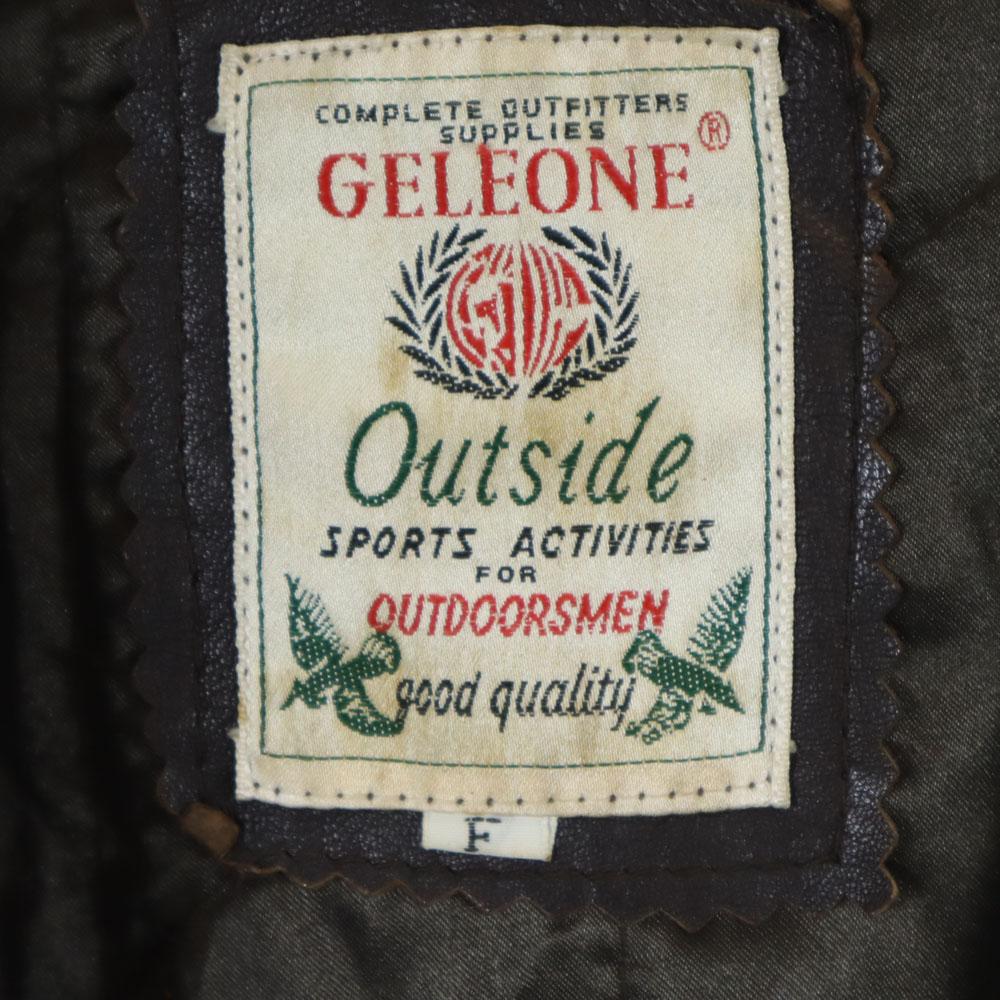 COMPLETE OUTFITTERS
SUPPLIES
GELEONE®
Outside
SPORTS ACTIVITIES
FOR
OUTDOORSMEN
good quality
F